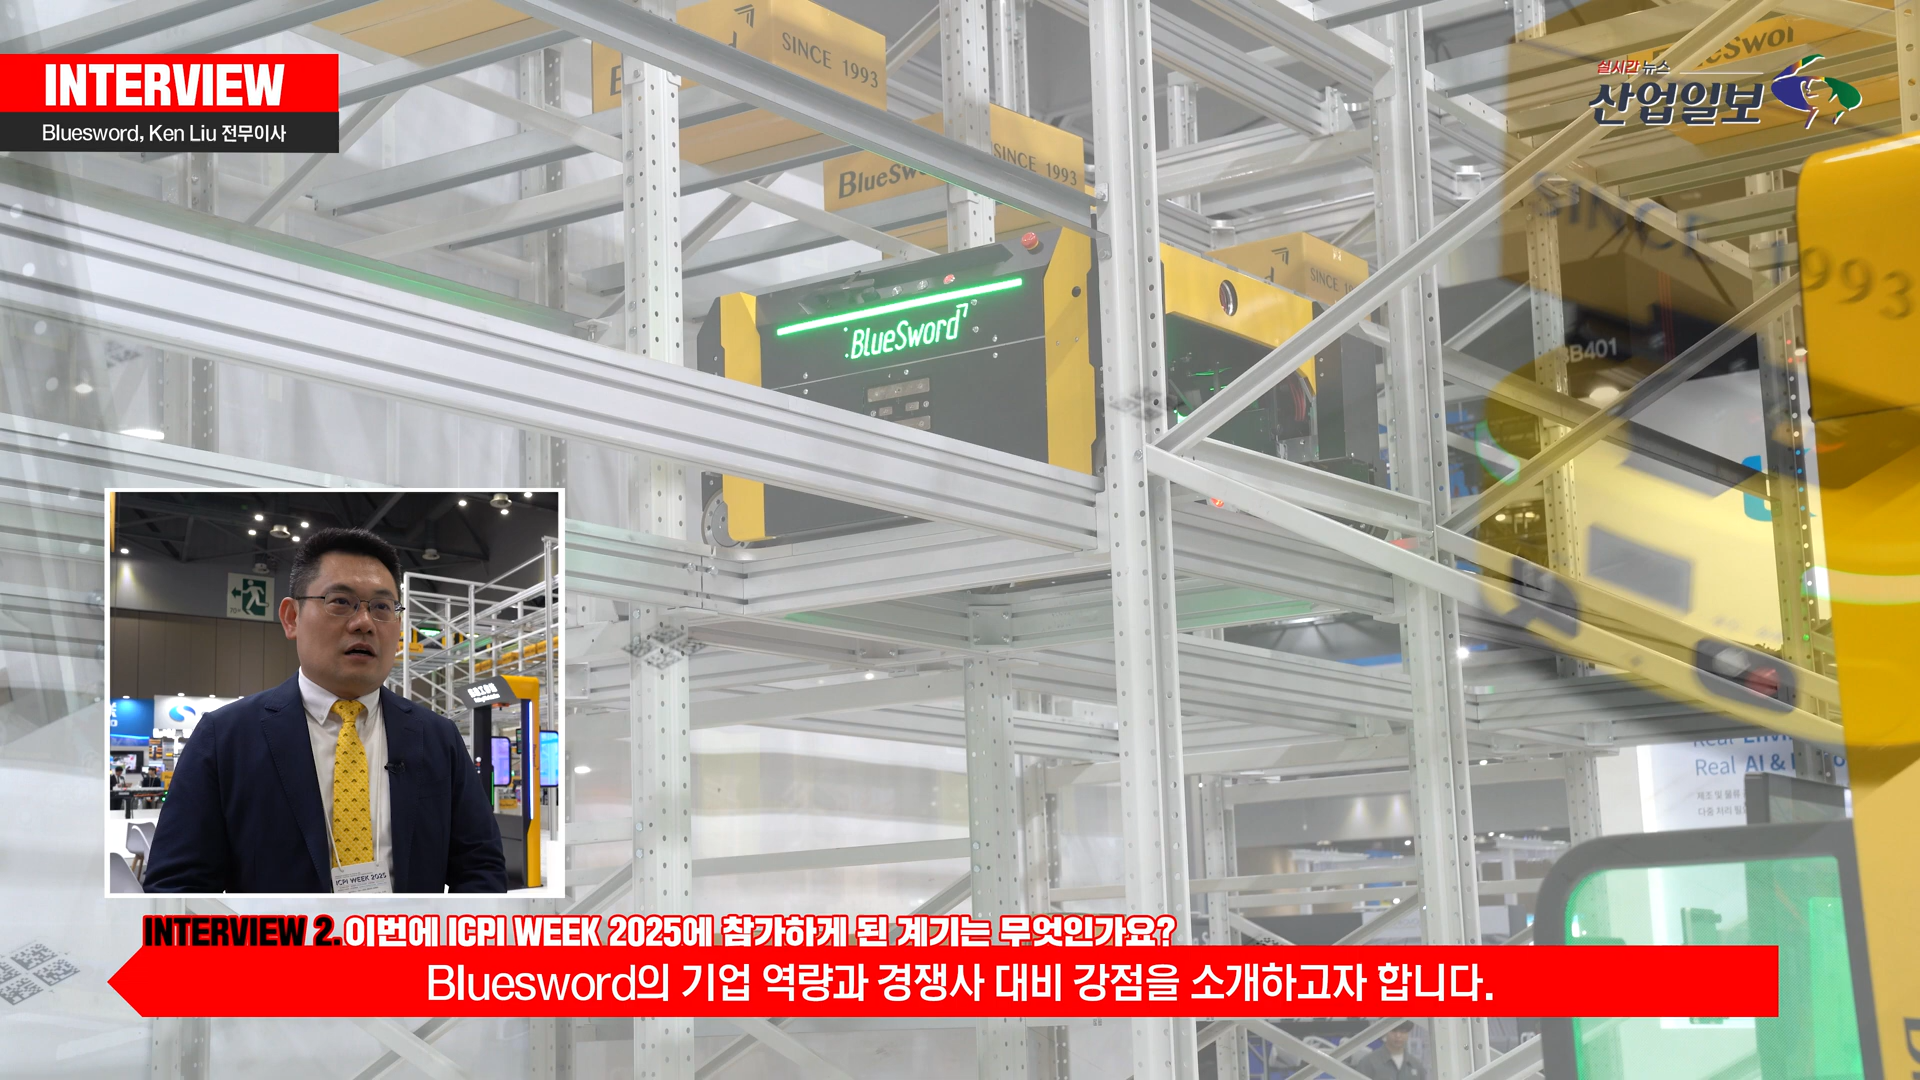 INTERVIEW
Bluesword, Ken Liu 전무이사
실시간 뉴스
산업일보
SINCE 1993
SINCE 1993
BlueSword
SINCE 1993
BB401
Real AI & 
ICPI WEEK 2025
INTERVIEW 2. 이번에 ICPI WEEK 2025에 참가하게 된 계기는 무엇인가요?
Bluesword의 기업 역량과 경쟁사 대비 강점을 소개하고자 합니다.